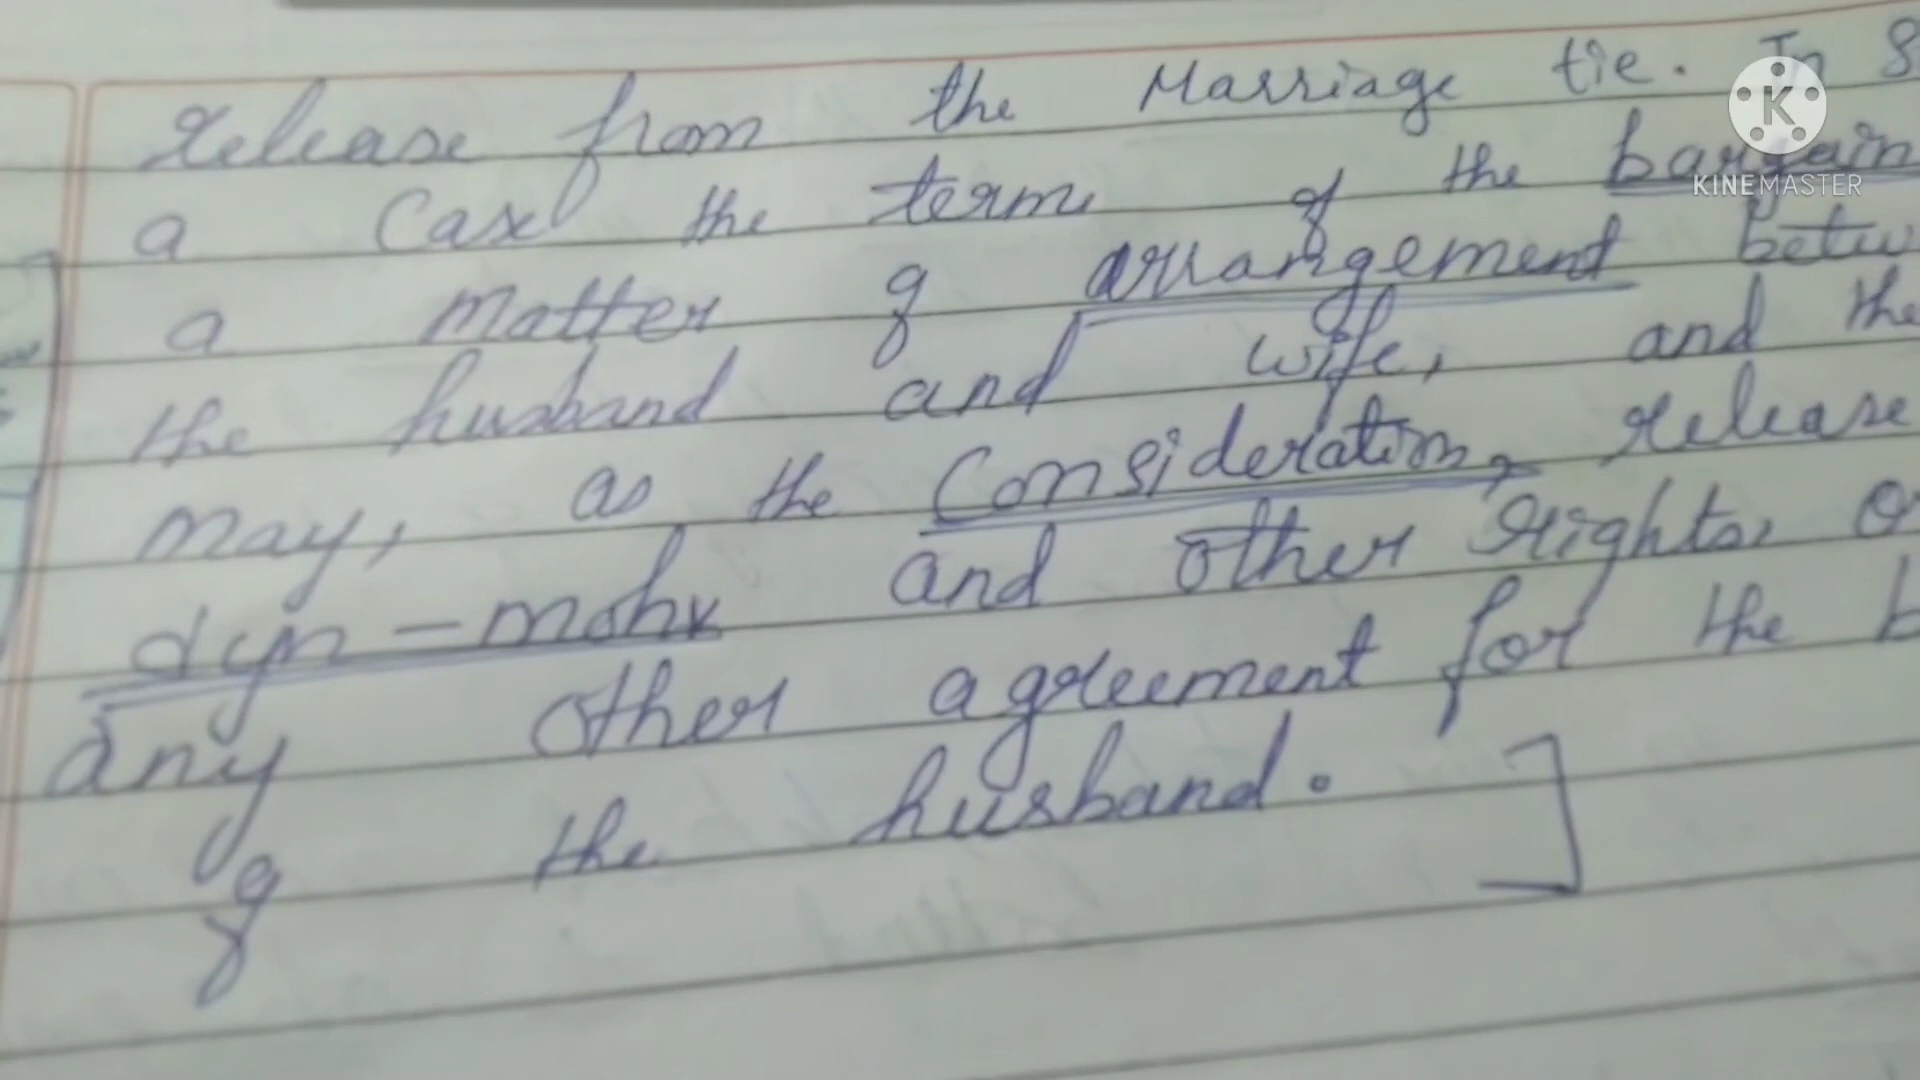 release from the Marriage tie. In
a Case the terms of the bargain
a matter of arrangement betw
the husband and wife, and the
may, as the Consideration, release
dyn-mohr and other rights, or
any other agreement for the b
of the husband.
KINEMASTER